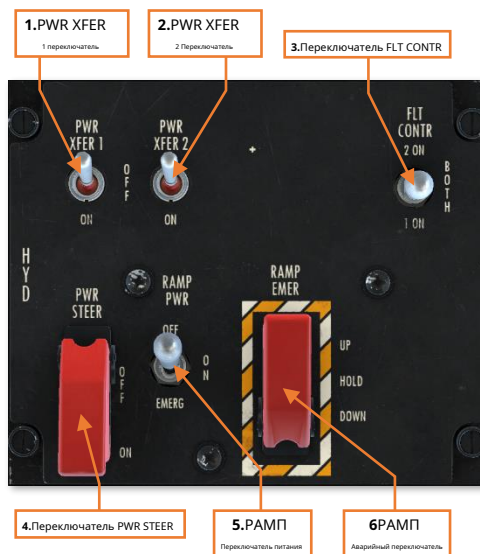 1.PWR XFER
1 переключатель
2.PWR XFER
2 Переключатель
3.Переключатель FLT CONTR
PWR
XFER 1
OFF
ON
PWR
XFER 2
ON
FLT
CONTR
2 ON
BOTH
1 ON
HYD
PWR
STEER
OFF
ON
RAMP
PWR
OFF
ON
EMERG
RAMP
EMER
UP
HOLD
DOWN
4.Переключатель PWR STEER
5.РАМП
Переключатель питания
6РАМП
Аварийный переключатель